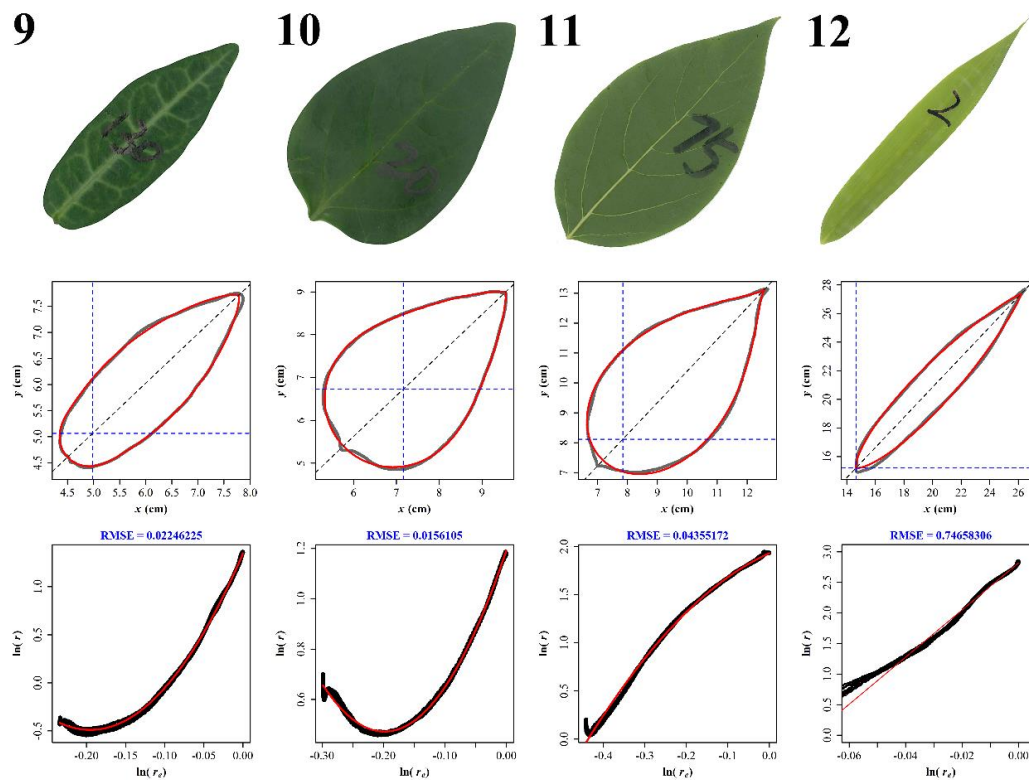 9 10 11 12
20 15 2
y (cm)
7.5
7.0
6.5
6.0
5.5
5.0
4.5
4.5 5.0 5.5 6.0 6.5 7.0 7.5 8.0
x (cm)
y (cm)
9
8
7
6
5
6 7 8 9
x (cm)
y (cm)
13
12
11
10
9
8
7
7 8 9 10 11 12
x (cm)
y (cm)
28
26
24
22
20
18
16
14 16 18 20 22 24 26
x (cm)
RMSE = 0.02246225
ln(r)
1.0
0.5
0.0
-0.5
-0.20 -0.15 -0.10 -0.05 0.00
ln(re)
RMSE = 0.0156105
ln(r)
1.2
1.0
0.8
0.6
-0.30 -0.20 -0.10 0.00
ln(re)
RMSE = 0.04355172
ln(r)
2.0
1.5
1.0
0.5
0.0
-0.4 -0.3 -0.2 -0.1 0.0
ln(re)
RMSE = 0.74658306
ln(r)
3.0
2.5
2.0
1.5
1.0
0.5
0.0
-0.06 -0.04 -0.02 0.00
ln(re)